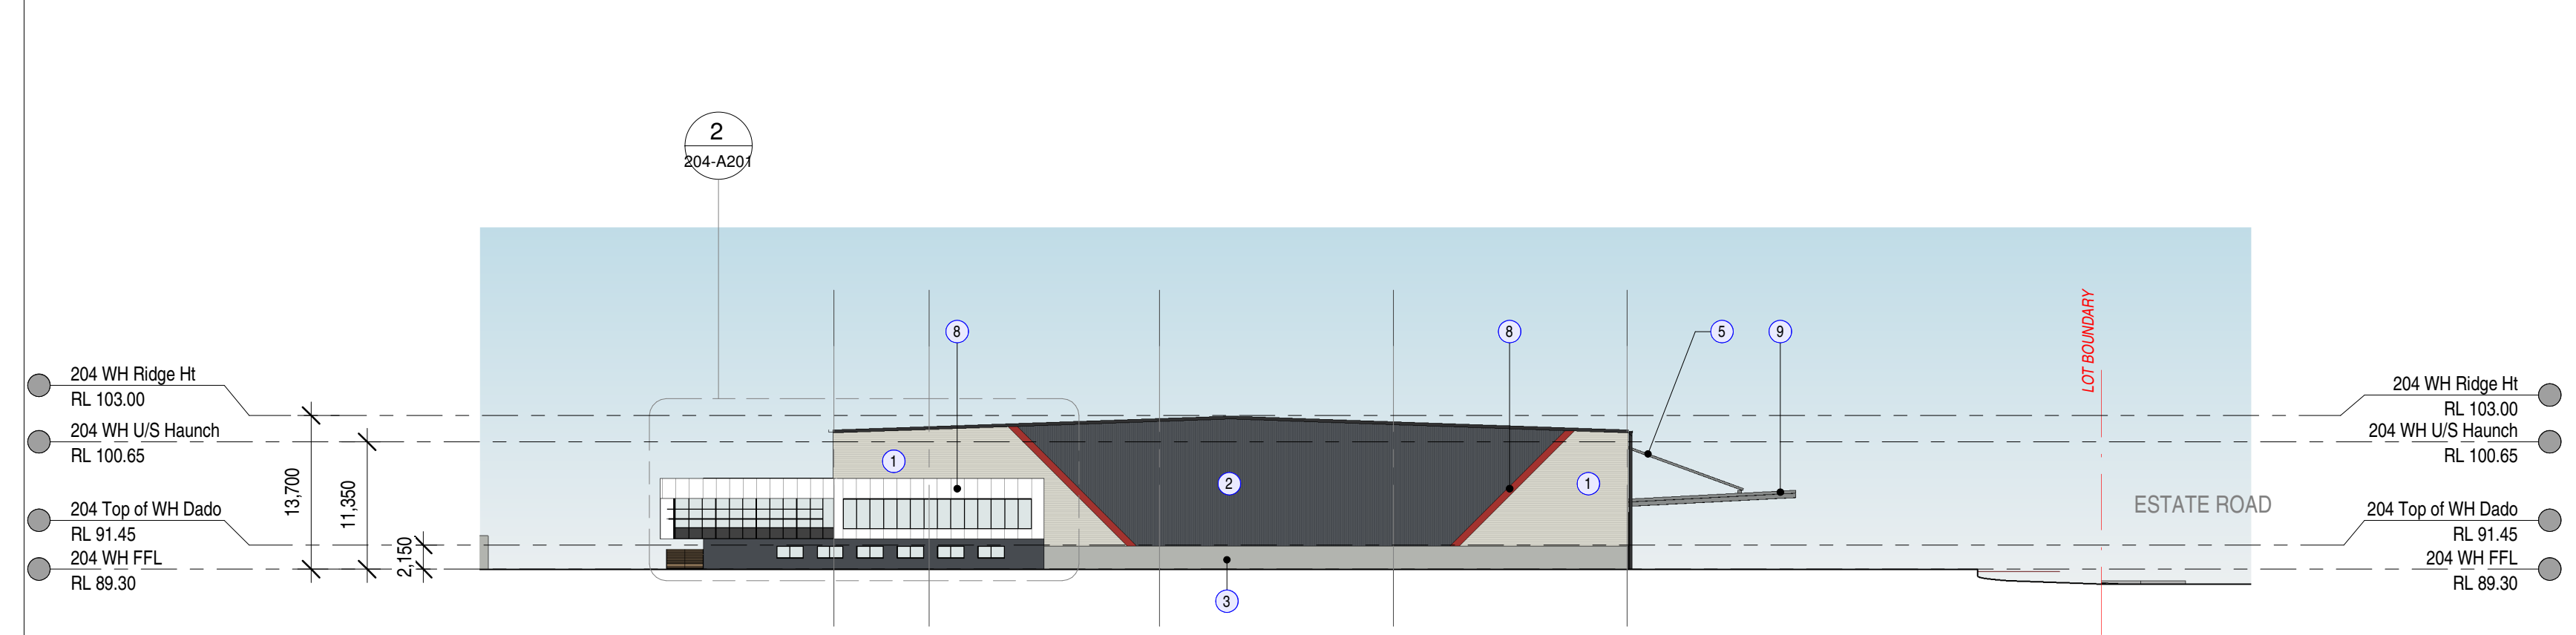 2
204-A201
8
8
5
9
LOT BOUNDARY
204 WH Ridge Ht
RL 103.00
204 WH U/S Haunch
RL 100.65
204 Top of WH Dado
RL 91.45
204 WH FFL
RL 89.30
13,700
11,350
2,150
1
2
1
3
ESTATE ROAD
204 WH Ridge Ht
RL 103.00
204 WH U/S Haunch
RL 100.65
204 Top of WH Dado
RL 91.45
204 WH FFL
RL 89.30